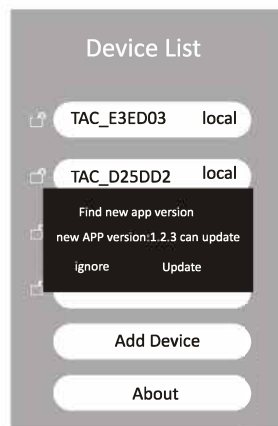 Device List
TAC_E3ED03 local
TAC_D25DD2 local
Find new app version
new APP version:1.2.3 can update
ignore Update
Add Device
About